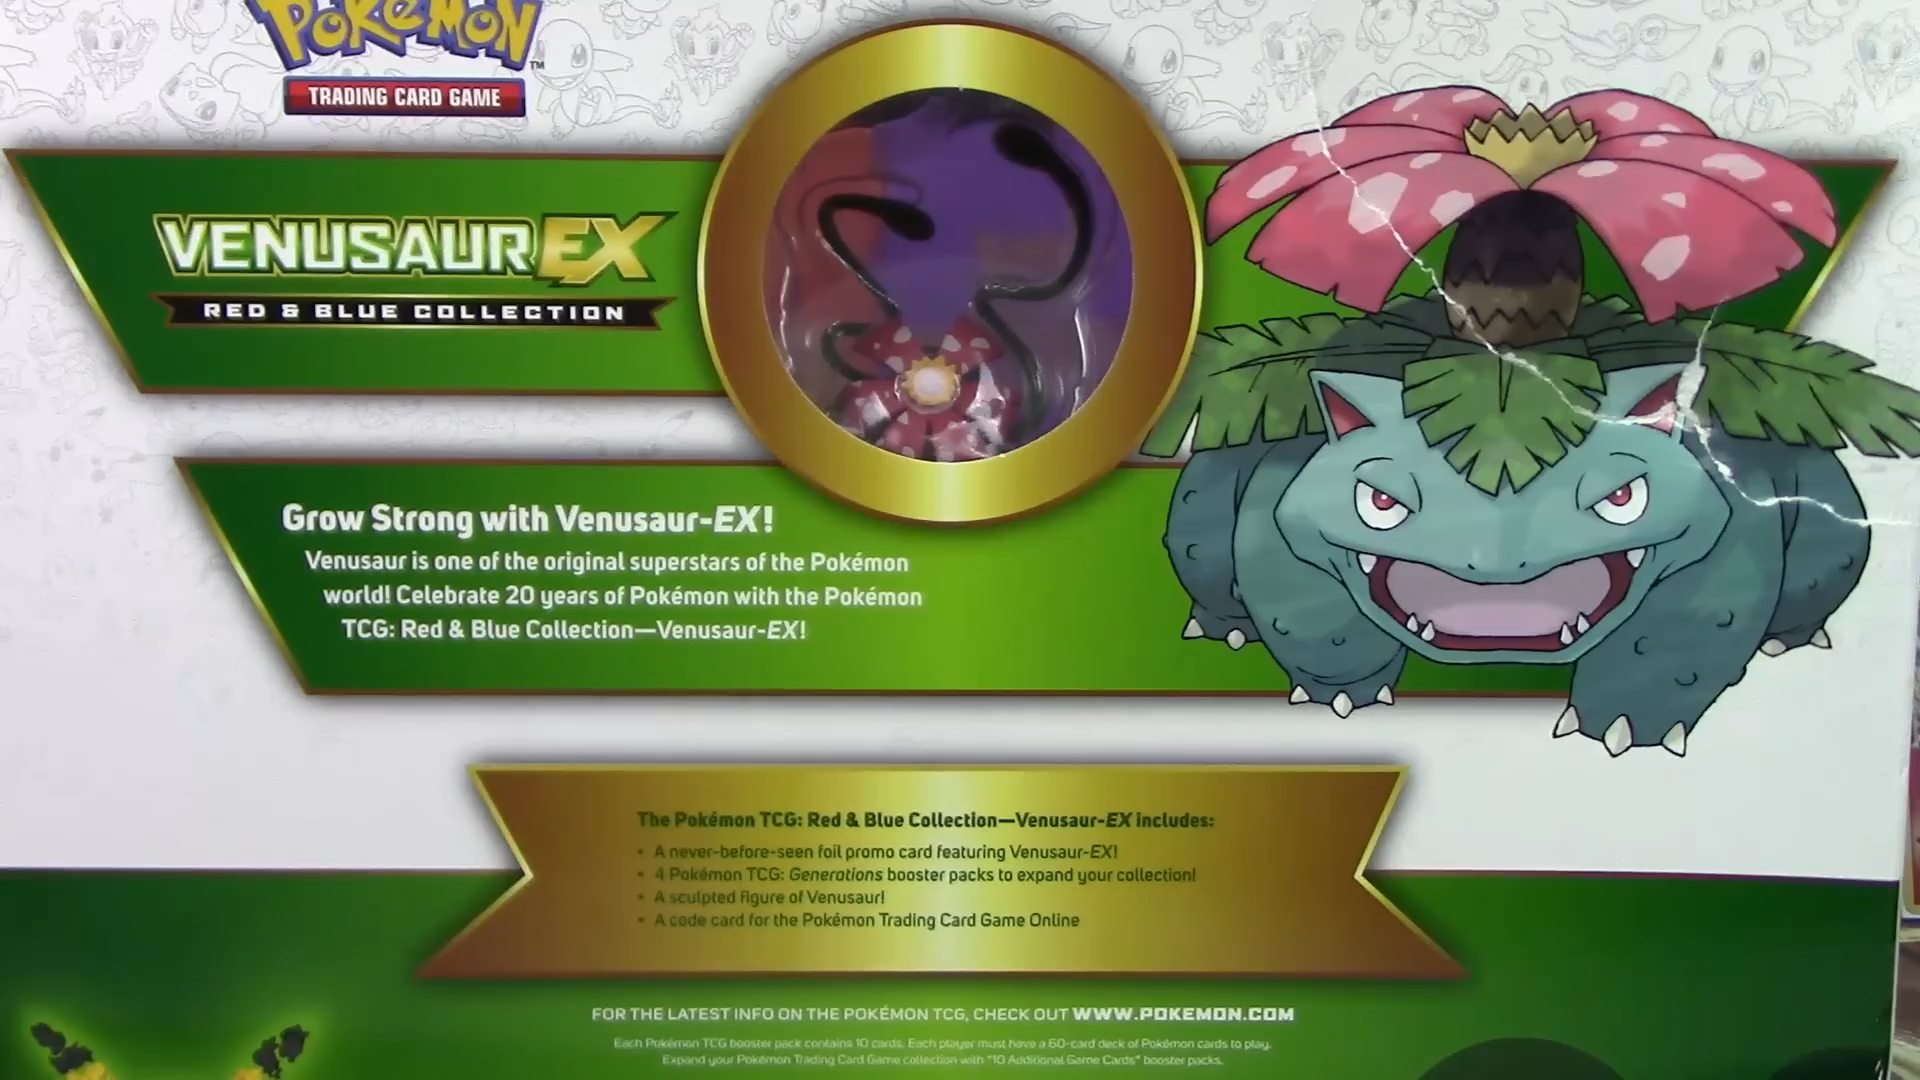 POKéMON
TM
TRADING CARD GAME
VENUSAUR EX
RED & BLUE COLLECTION
Grow Strong with Venusaur-EX!
Venusaur is one of the original superstars of the Pokémon
world! Celebrate 20 years of Pokémon with the Pokémon
TCG: Red & Blue Collection—Venusaur-EX!
The Pokémon TCG: Red & Blue Collection—Venusaur-EX includes:
• A never-before-seen foil promo card featuring Venusaur-EX!
• 4 Pokémon TCG: Generations booster packs to expand your collection!
• A sculpted figure of Venusaur!
• A code card for the Pokémon Trading Card Game Online
FOR THE LATEST INFO ON THE POKÉMON TCG, CHECK OUT WWW.POKEMON.COM
Each Pokémon TCG booster pack contains 10 cards. Each player must have a 60-card deck of Pokémon cards to play.
Expand your Pokémon Trading Card Game collection with "10 Additional Game Cards" booster packs.